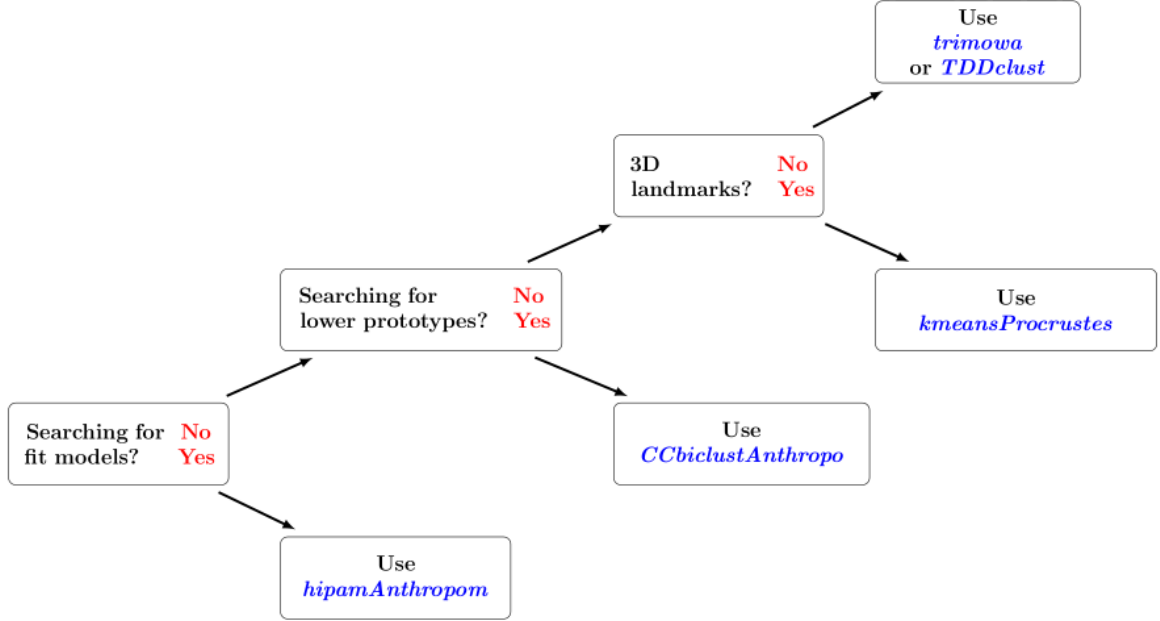 Use
trimowa
or TDDclust
3D No
landmarks? Yes
Searching for No
lower prototypes? Yes
Use
kmeansProcrustes
Searching for No
fit models? Yes
Use
CCbiclustAnthropo
Use
hipamAnthropom